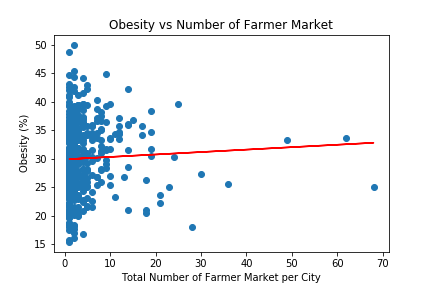 Obesity vs Number of Farmer Market
50
45
40
35
30
25
20
15
Obesity (%)
0 10 20 30 40 50 60 70
Total Number of Farmer Market per City